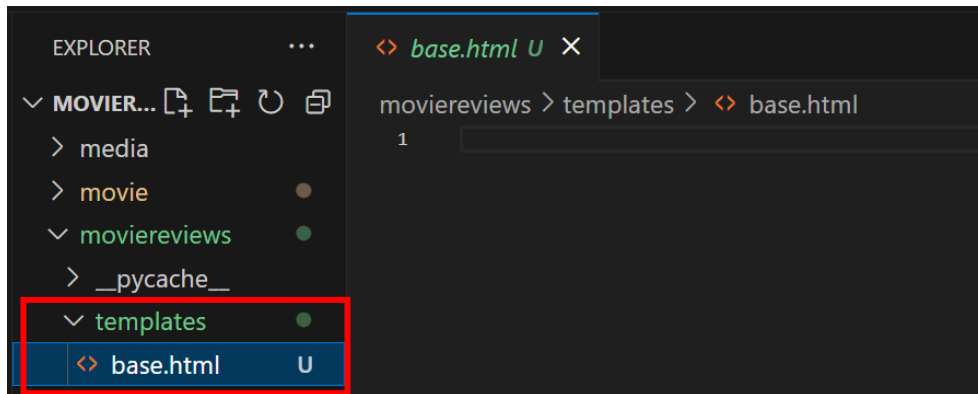 EXPLORER ...
MOVIER...
media
movie
moviereviews
__pycache__
templates
base.html U
base.html U
moviereviews > templates > base.html
1